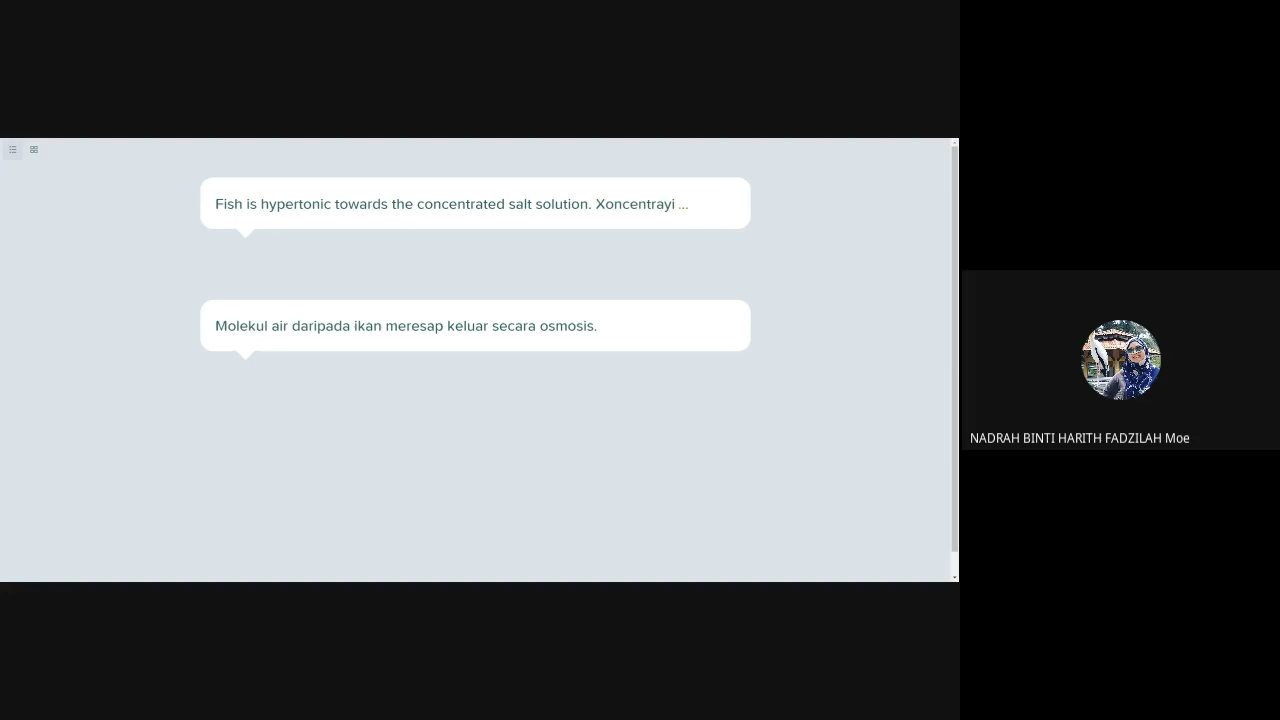 Fish is hypertonic towards the concentrated salt solution. Xoncentrayi ...
Molekul air daripada ikan meresap keluar secara osmosis.
NADRAH BINTI HARITH FADZILAH Moe